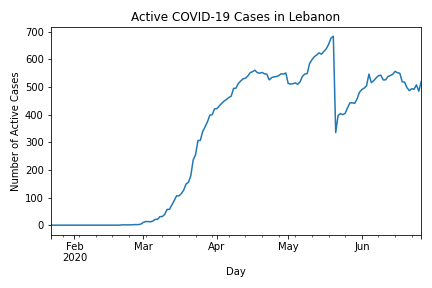 Active COVID-19 Cases in Lebanon
700
600
500
400
300
200
100
0
Number of Active Cases
Feb
2020
Mar
Apr
May
Jun
Day